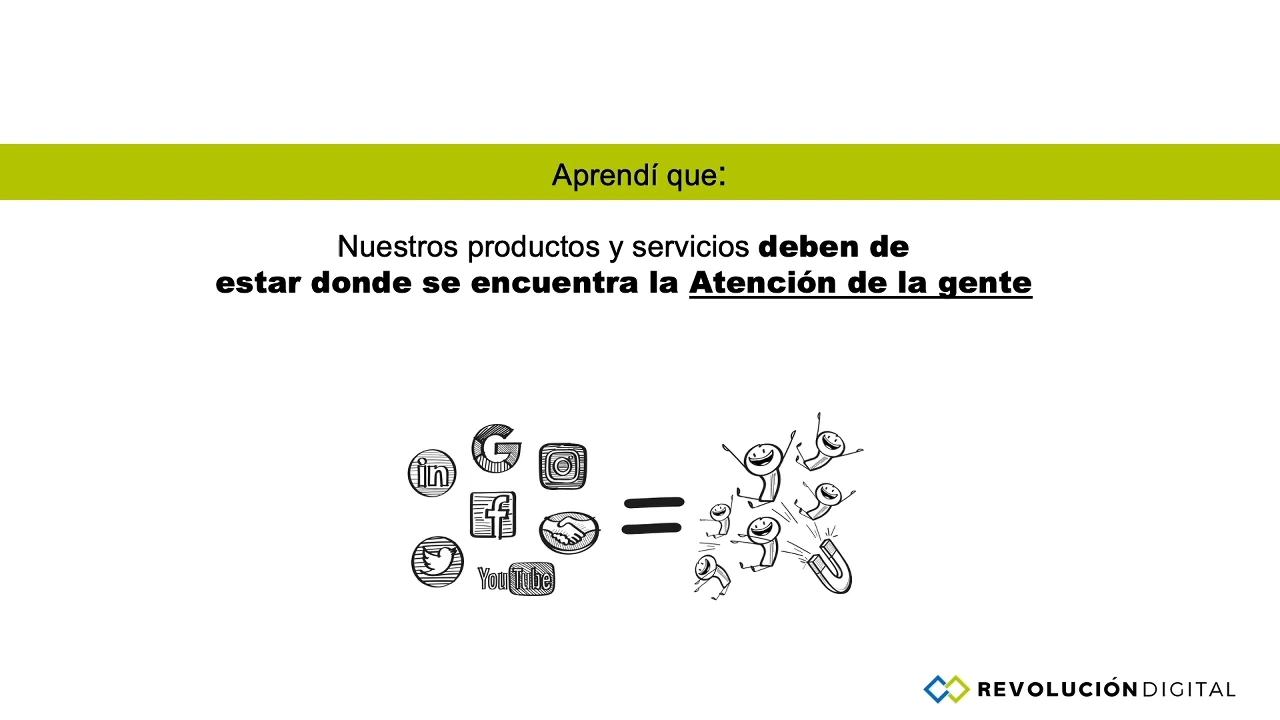 Aprendí que:
Nuestros productos y servicios deben de
estar donde se encuentra la Atención de la gente
G
in
f
YouTube
REVOLUCIÓN DIGITAL